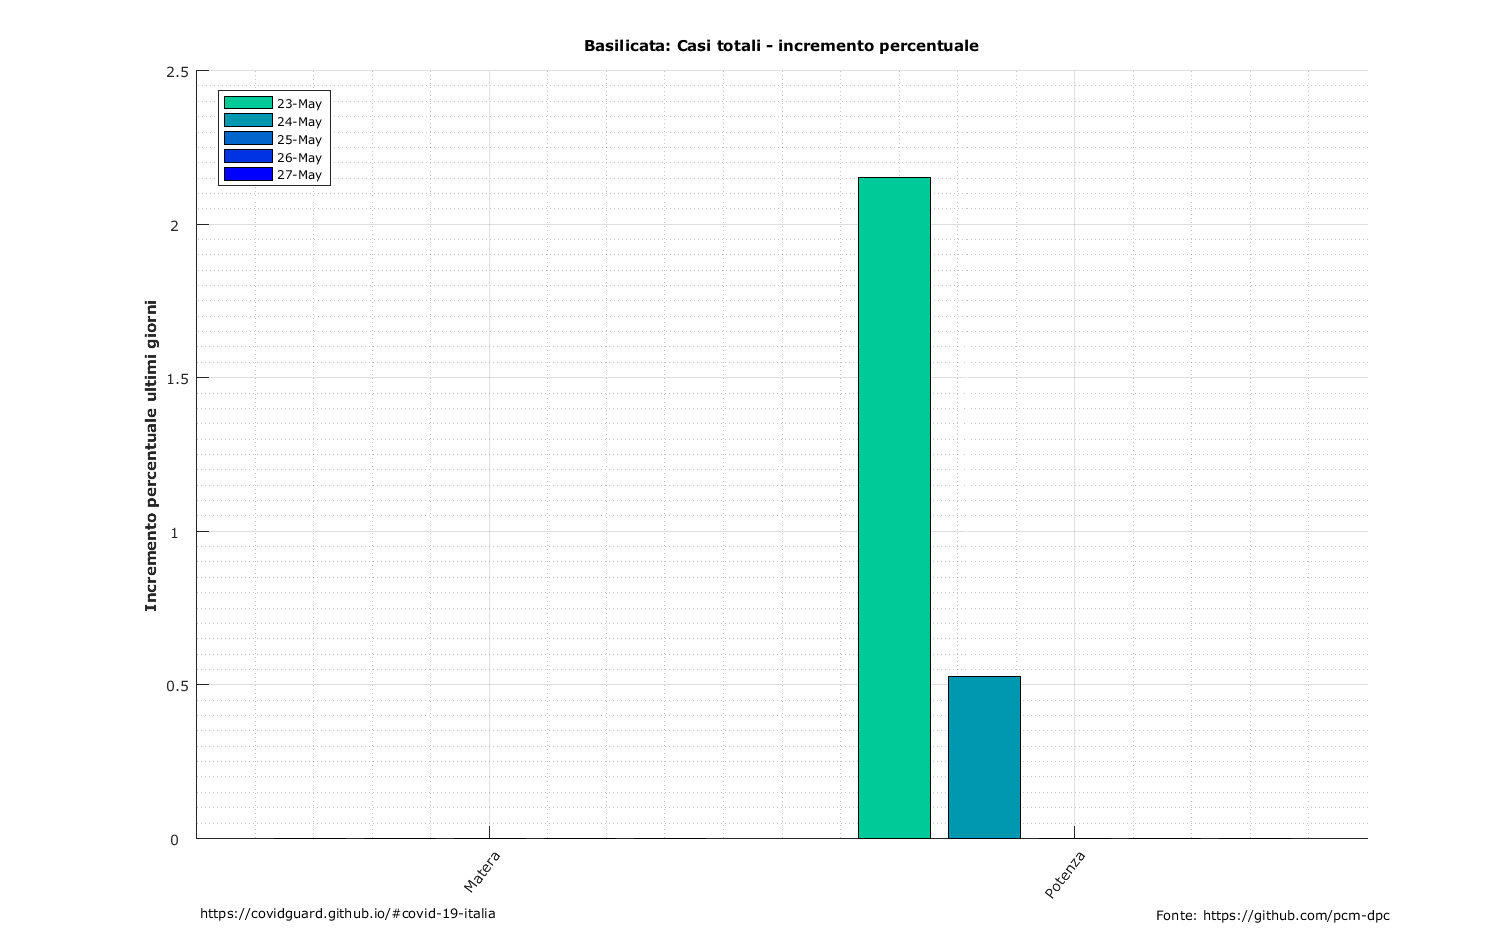 Basilicata: Casi totali - incremento percentuale
2.5
23-May
24-May
25-May
26-May
27-May
2
1.5
1
0.5
0
Incremento percentuale ultimi giorni
Matera
Potenza
https://covidguard.github.io/#covid-19-italia
Fonte: https://github.com/pcm-dpc